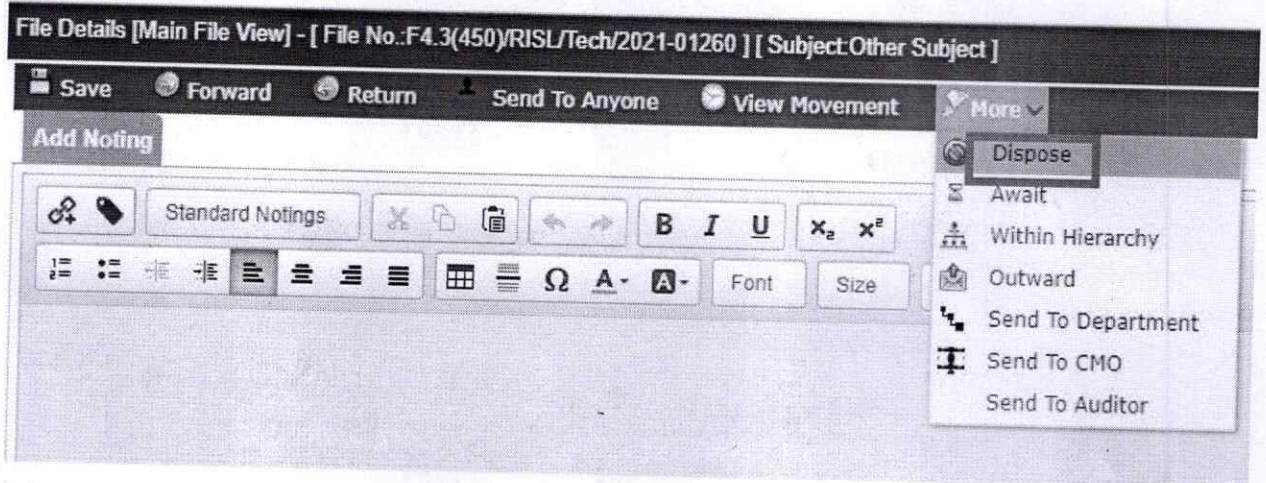 File Details [Main File View] - [ File No.:F4.3(450)/RISL/Tech/2021-01260 ] [ Subject:Other Subject ]
Save Forward Return Send To Anyone View Movement More
Add Noting
Dispose
Await
Within Hierarchy
Outward
Send To Department
Send To CMO
Send To Auditor
Standard Notings B I U x₂ x²
Ω A A Font Size